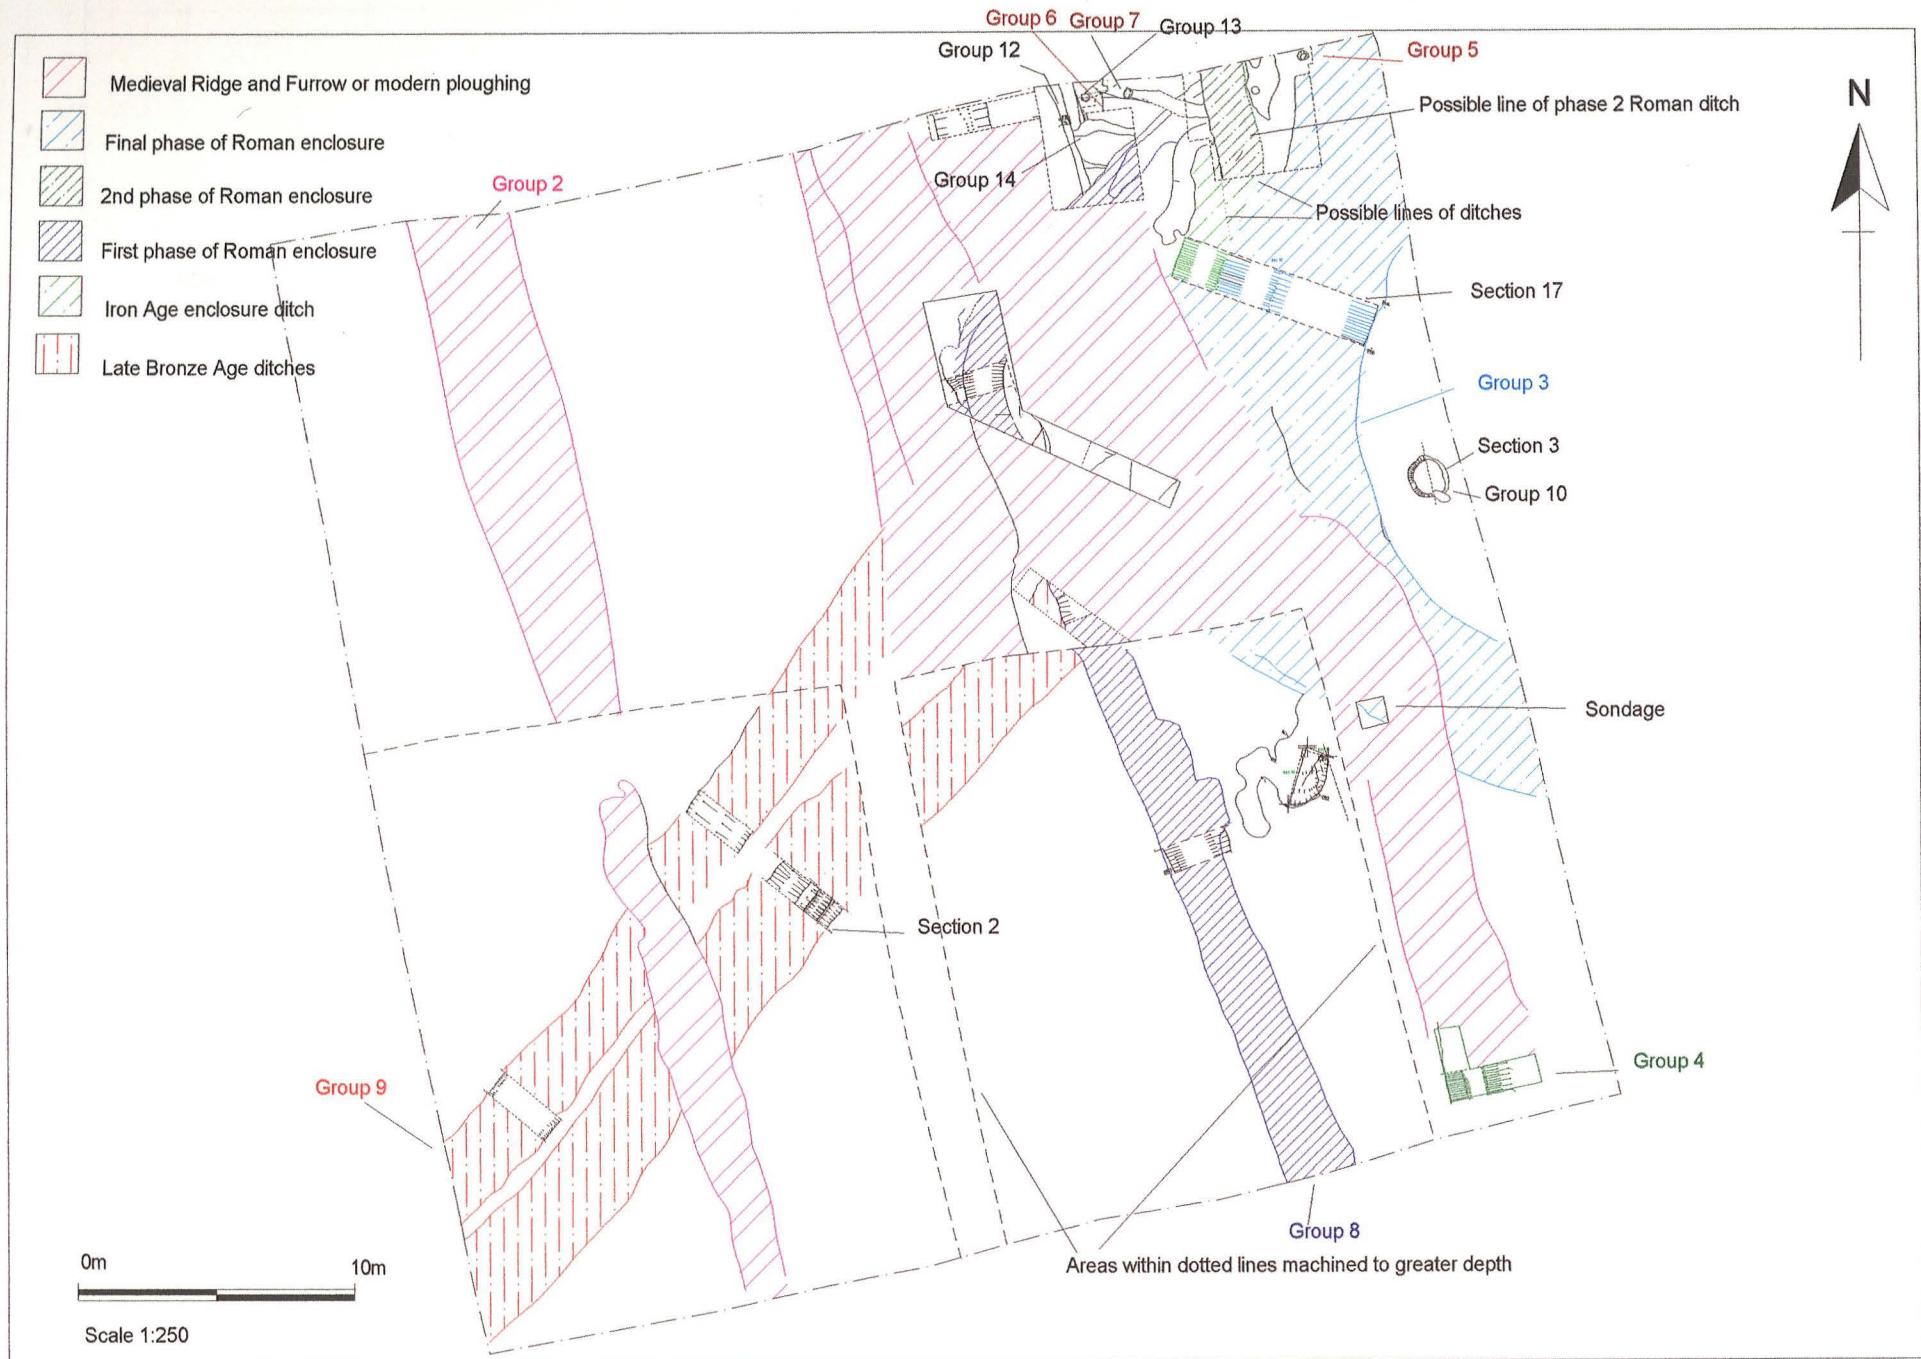 Group 6 Group 7 Group 13
Group 12
Group 5
Medieval Ridge and Furrow or modern ploughing
Final phase of Roman enclosure
2nd phase of Roman enclosure
First phase of Roman enclosure
Iron Age enclosure ditch
Late Bronze Age ditches
Group 2
Group 14
Possible line of phase 2 Roman ditch
N
Possible lines of ditches
Section 17
Group 3
Section 3
Group 10
Sondage
Section 2
Group 9
Group 4
Group 8
Areas within dotted lines machined to greater depth
0m 10m
Scale 1:250